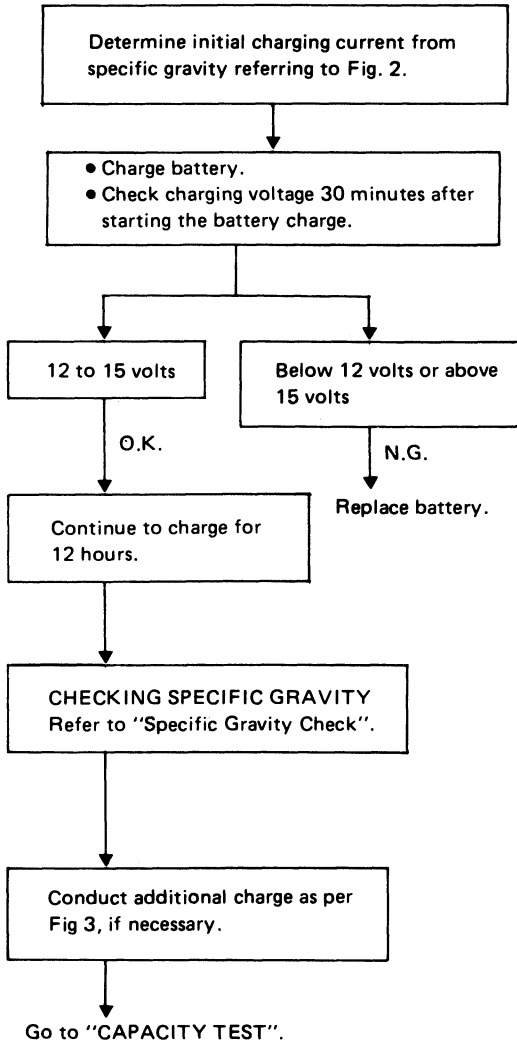 Determine initial charging current from
specific gravity referring to Fig. 2.
● Charge battery.
● Check charging voltage 30 minutes after
starting the battery charge.
12 to 15 volts
Below 12 volts or above
15 volts
O.K.
N.G.
Replace battery.
Continue to charge for
12 hours.
CHECKING SPECIFIC GRAVITY
Refer to "Specific Gravity Check".
Conduct additional charge as per
Fig 3, if necessary.
Go to "CAPACITY TEST".